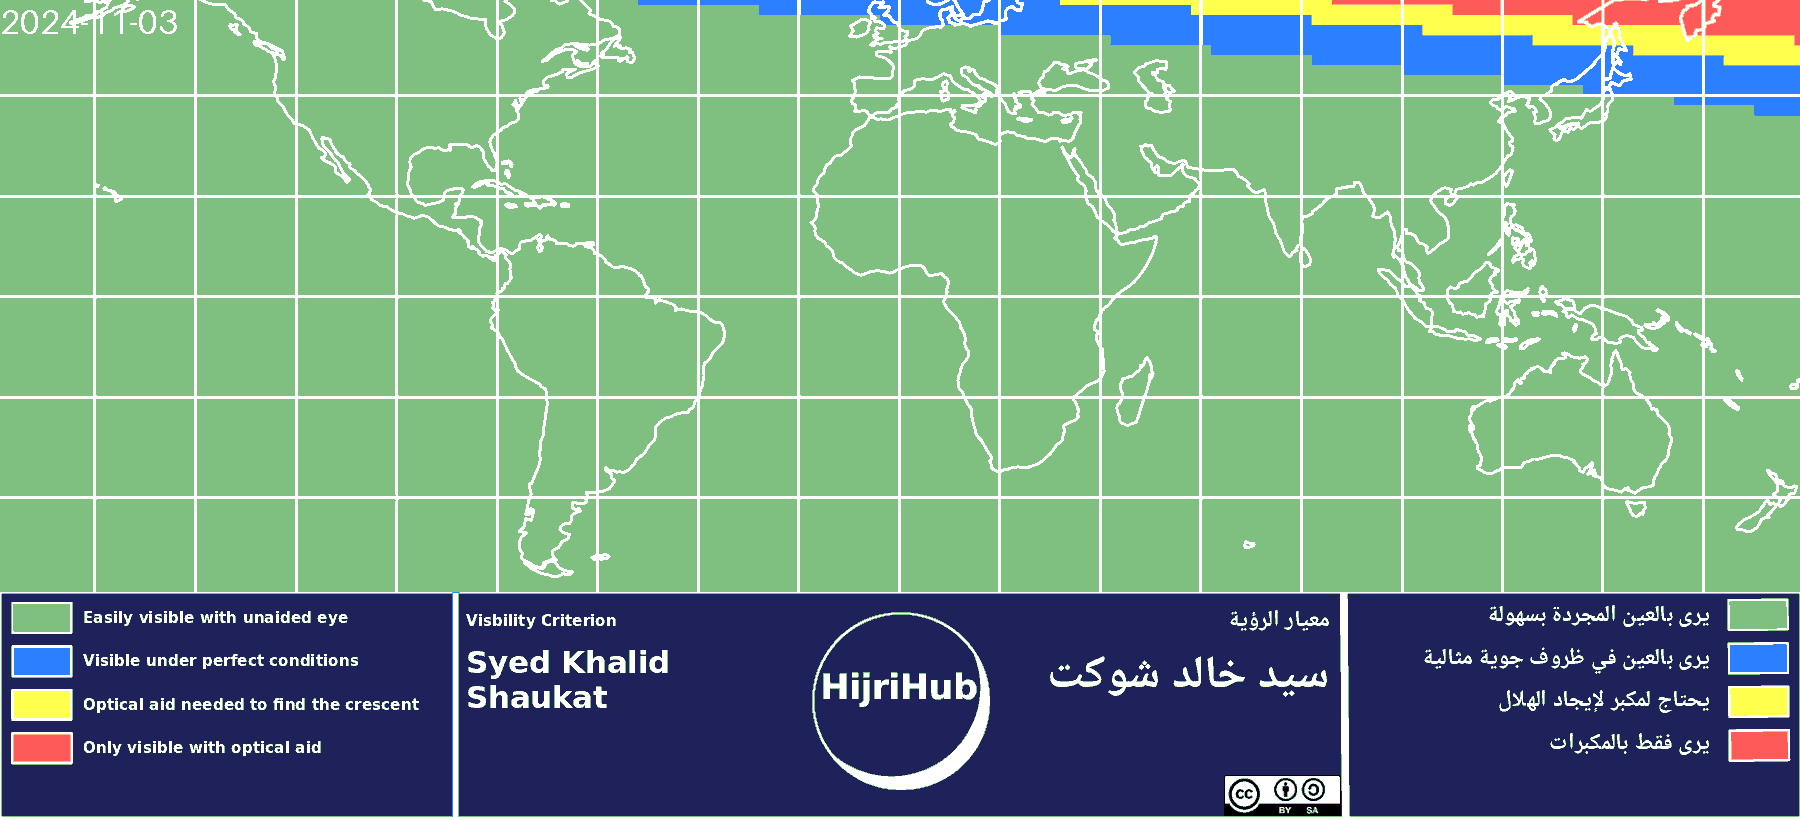 2024-11-03
Easily visible with unaided eye
Visible under perfect conditions
Optical aid needed to find the crescent
Only visible with optical aid
Visbility Criterion
Syed Khalid
Shaukat
HijriHub
معيار الرؤية
سيد خالد شوكت
cc
BY SA
يرى بالعين المجردة بسهولة
يرى بالعين في ظروف جوية مثالية
يحتاج لمكبر لإيجاد الهلال
يرى فقط بالمكبرات